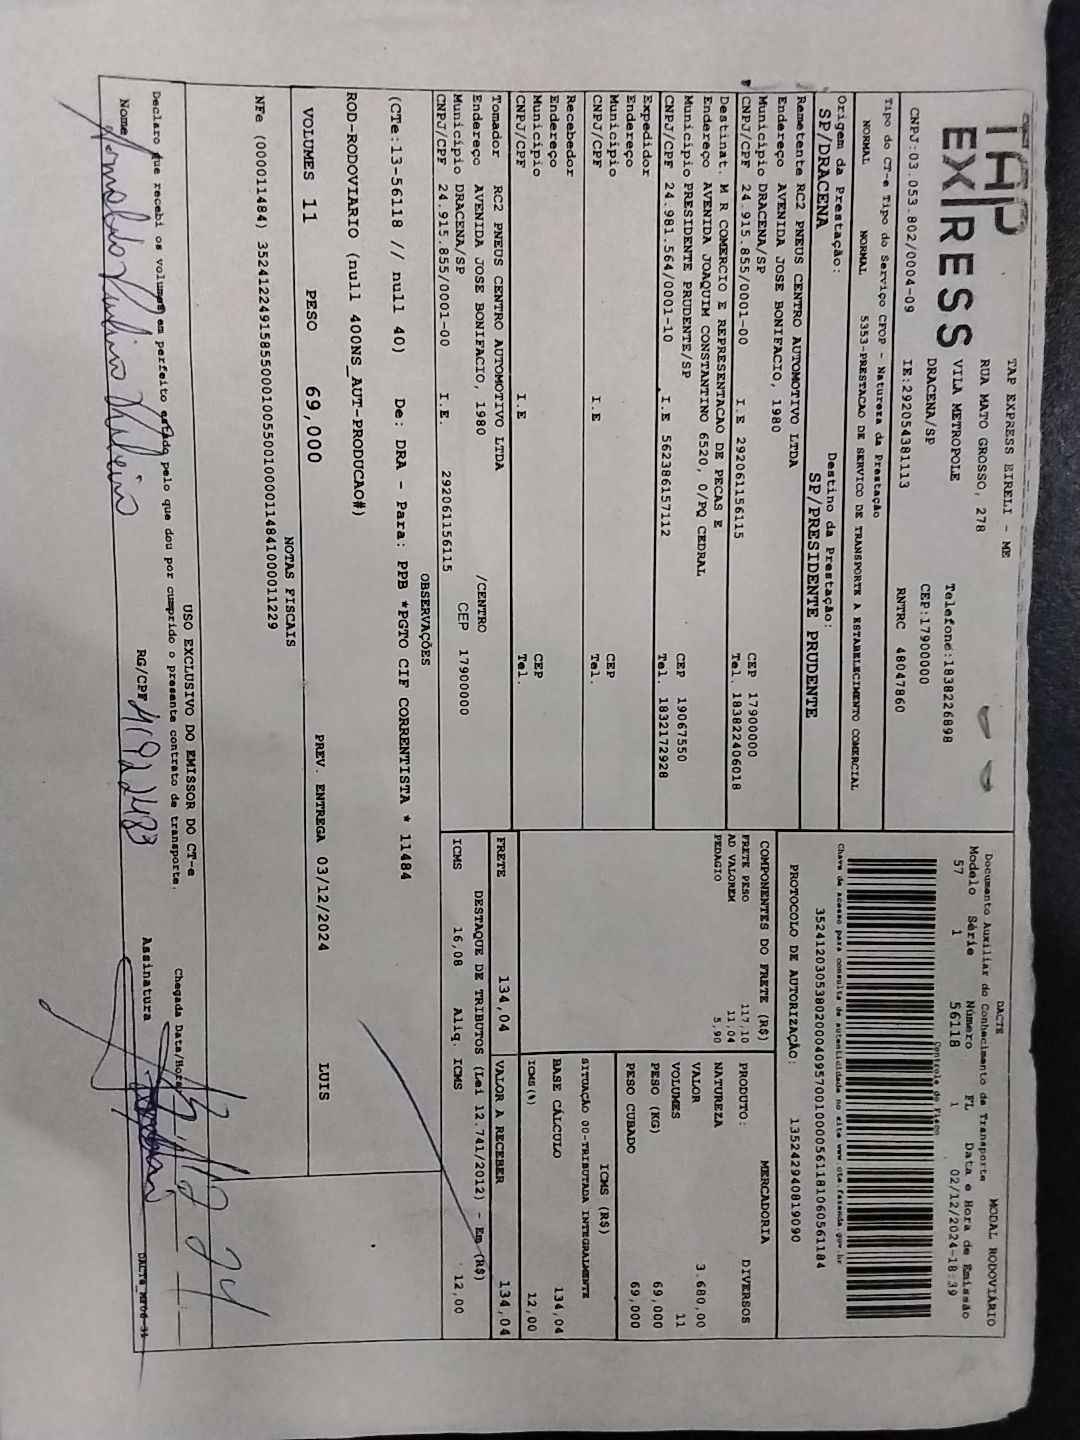 TAP
EXPRESS
TAP EXPRESS EIRELI - ME
RUA MATO GROSSO, 278
VILA METROPOLE
DRACENA/SP
Telefone:1838226898
CEP:17900000
CNPJ:03.053.802/0004-09 IE:292054381113 RNTRC 48047860
Tipo do CT-e Tipo do Serviço CFOP - Natureza da Prestação
NORMAL NORMAL 5353-PRESTACAO DE SERVICO DE TRANSPORTE A ESTABELECIMENTO COMERCIAL
Origem da Prestação: Destino da Prestação:
SP/DRACENA SP/PRESIDENTE PRUDENTE
Remetente RC2 PNEUS CENTRO AUTOMOTIVO LTDA
Endereço AVENIDA JOSE BONIFACIO, 1980
Município DRACENA/SP CEP 17900000
CNPJ/CPF 24.915.855/0001-00 I.E 292061156115 Tel. 183822406018
Destinat. M R COMERCIO E REPRESENTACAO DE PECAS E
Endereço AVENIDA JOAQUIM CONSTANTINO 6520, 0/PQ CEDRAL
Município PRESIDENTE PRUDENTE/SP CEP 19067550
CNPJ/CPF 24.981.564/0001-10 I.E 562386157112 Tel. 1832172928
Expedidor
Endereço
Município CEP
CNPJ/CPF I.E Tel.
Recebedor
Endereço
Município CEP
CNPJ/CPF I.E Tel.
Tomador RC2 PNEUS CENTRO AUTOMOTIVO LTDA
Endereço AVENIDA JOSE BONIFACIO, 1980 /CENTRO
Município DRACENA/SP CEP 17900000
CNPJ/CPF 24.915.855/0001-00 I.E. 292061156115
DACTE MODAL RODOVIÁRIO
Documento Auxiliar do Conhecimento de Transporte
Modelo Série Número FL Data e Hora de Emissão
57 1 56118 1 02/12/2024-18:39
Controle do Fisco
Chave de acesso para consulta de autenticidade no site www.cte.fazenda.gov.br
35241203053802000409570010000561181060561184
PROTOCOLO DE AUTORIZAÇÃO: 135242940819090
COMPONENTES DO FRETE (R$)
FRETE PESO 117,10
AD VALOREM 11,04
PEDAGIO 5,90
MERCADORIA
PRODUTO: DIVERSOS
NATUREZA
VALOR 3.680,00
VOLUMES 11
PESO (KG) 69,000
PESO CUBADO 69,000
ICMS (R$)
SITUAÇÃO 00-TRIBUTADA INTEGRALMENTE
BASE CÁLCULO 134,04
ICMS(%) 12,00
FRETE 134,04 VALOR A RECEBER 134,04
DESTAQUE DE TRIBUTOS (Lei 12.741/2012) - Em (R$)
ICMS 16,08 Aliq. ICMS 12,00
OBSERVAÇÕES
(CTe:13-56118 // null 40) De: DRA - Para: PPB *PGTO CIF CORRENTISTA * 11484
ROD-RODOVIARIO (null 400NS_AUT-PRODUCAO#)
VOLUMES 11 PESO 69,000 PREV. ENTREGA 03/12/2024 LUIS
NOTAS FISCAIS
NFe (000011484) 35241224915855000100550010000114841000011229
USO EXCLUSIVO DO EMISSOR DO CT-e
Declaro que recebi os volumes em perfeito estado pelo que dou por cumprido o presente contrato de transporte.
Chegada Data/Hora
Nome RG/CPF Assinatura